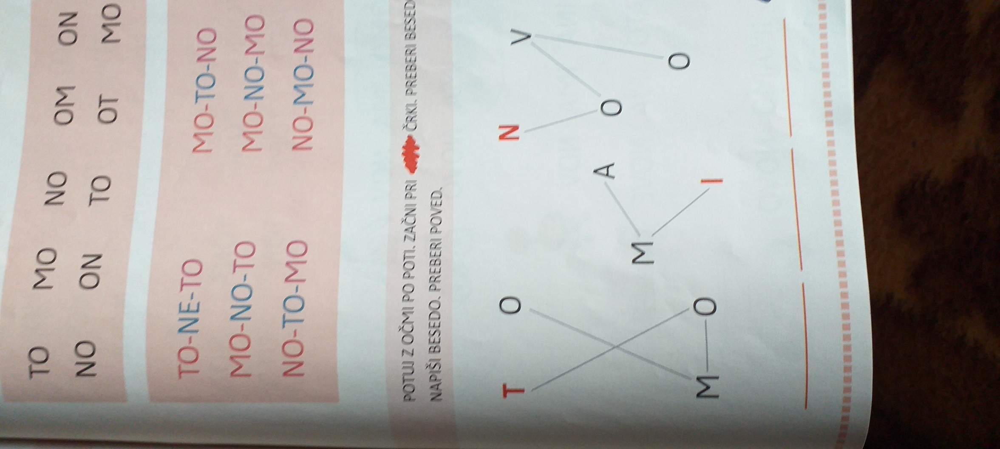 TO MO NO OM ON
NO ON TO OT MO
TO-NE-TO MO-TO-NO
MO-NO-TO MO-NO-MO
NO-TO-MO NO-MO-NO
POTUJ Z OČMI PO POTI. ZAČNI PRI ČRKI. PREBERI BESED
NAPIŠI BESEDO. PREBERI POVED.
T O N V
A O
M O
M O I